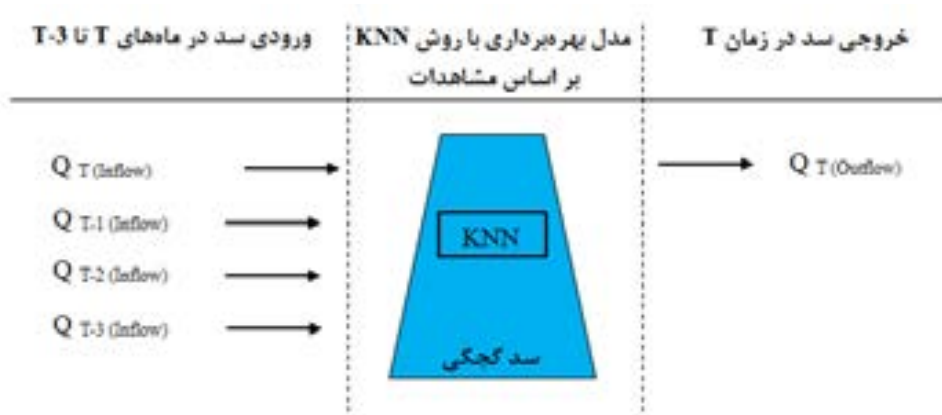 خروجی سد در زمان T
مدل بهره‌برداری با روش KNN
بر اساس مشاهدات
ورودی سد در ماه‌های T تا T-3
Q T (Inflow)
Q T-1 (Inflow)
Q T-2 (Inflow)
Q T-3 (Inflow)
KNN
سد کجکی
Q T (Outflow)